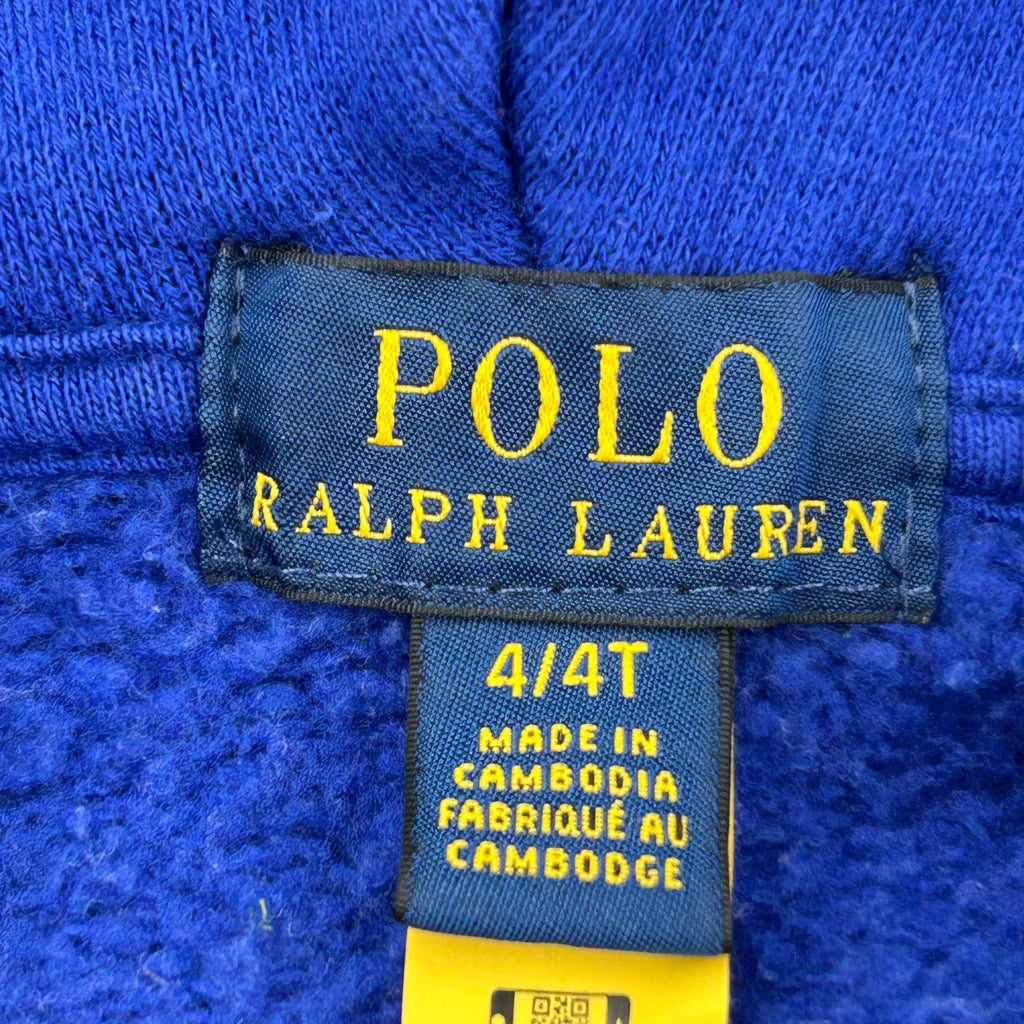 POLO
RALPH LAUREN
4/4T
MADE IN
CAMBODIA
FABRIQUÉ AU
CAMBODGE